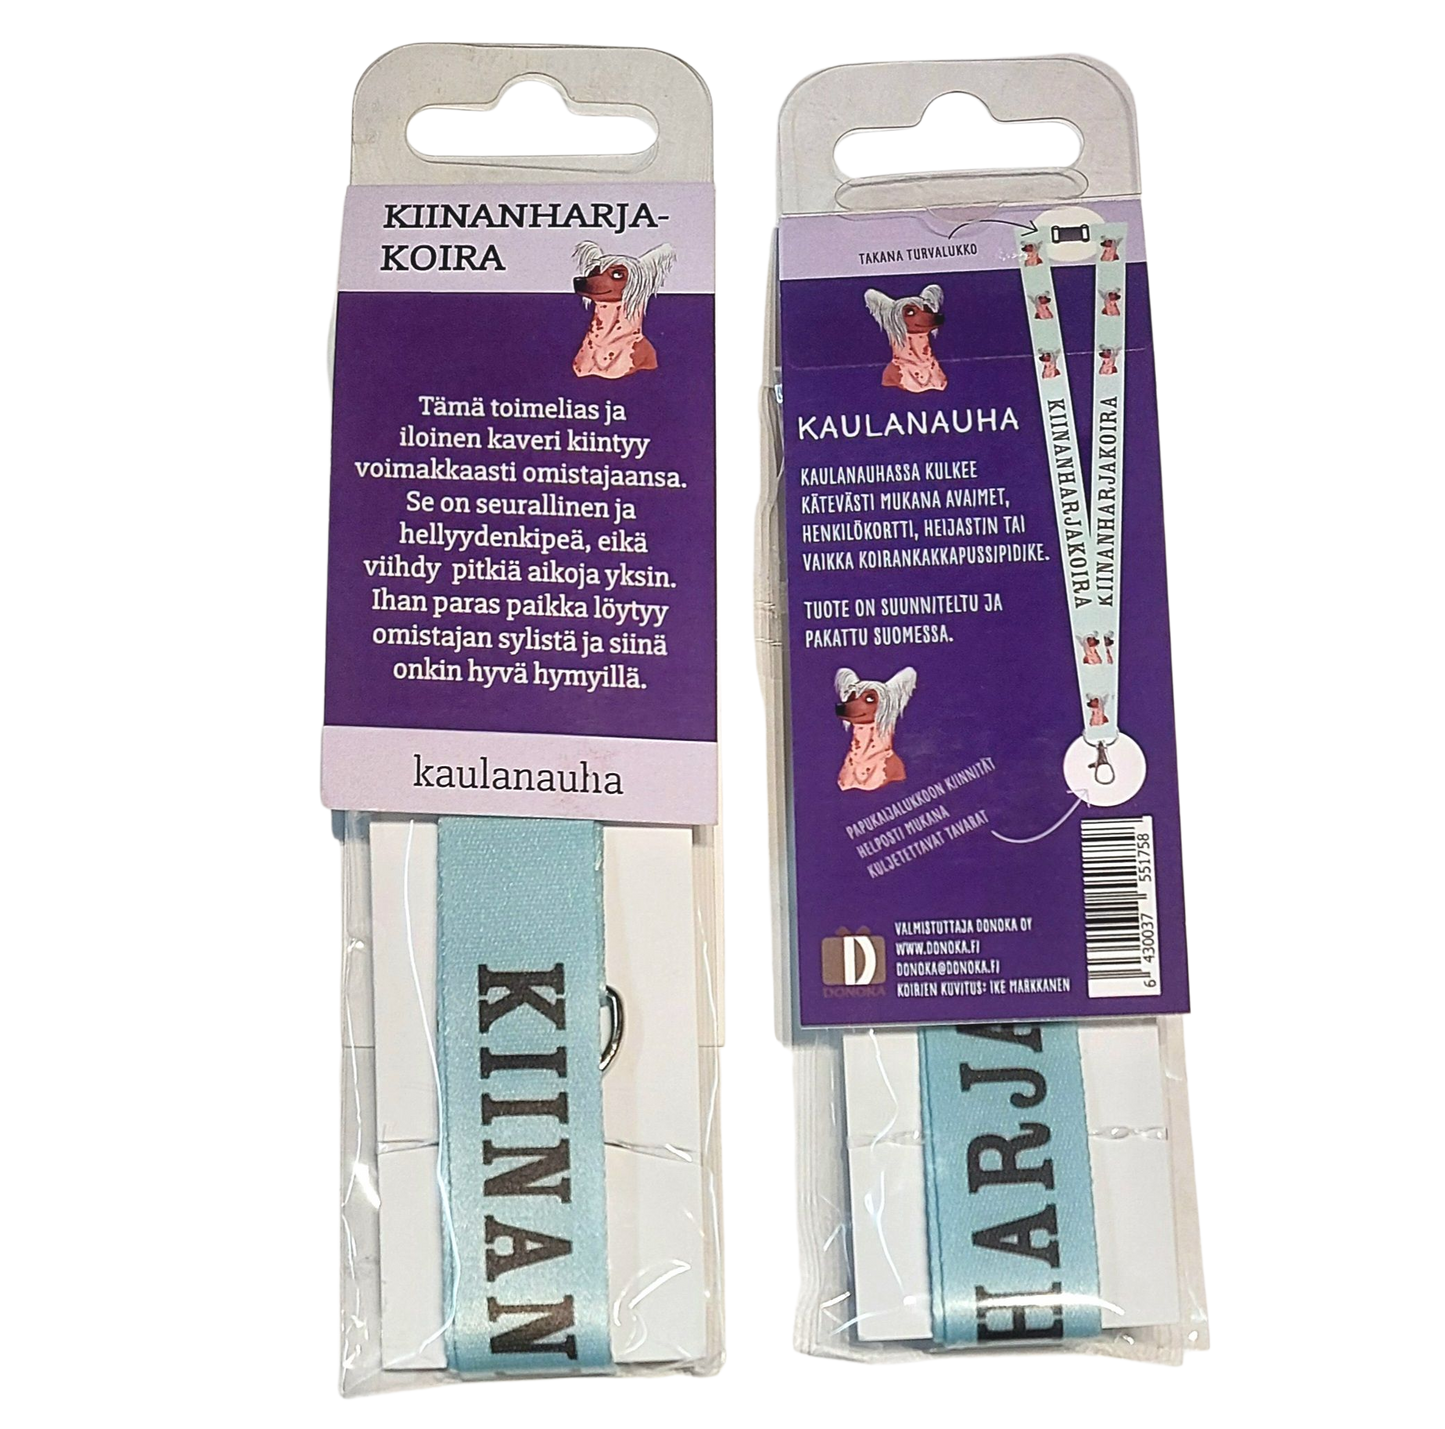 KIINANHARJA-
KOIRA
Tämä toimelias ja
iloinen kaveri kiintyy
voimakkaasti omistajaansa.
Se on seurallinen ja
hellyydenkipeä, eikä
viihdy pitkiä aikoja yksin.
Ihan paras paikka löytyy
omistajan sylistä ja siinä
onkin hyvä hymyillä.
kaulanauha
KIINAN
TAKANA TURVALUKKO
KAULANAUHA
KAULANAUHASSA KULKEE
KÄTEVÄSTI MUKANA AVAIMET,
HENKILÖKORTTI, HEIJASTIN TAI
VAIKKA KOIRANKAKKAPUSSIPIDIKE.
TUOTE ON SUUNNITELTU JA
PAKATTU SUOMESSA.
KIINANHARJAKOIRA
KIINANHARJAKOIRA
PAPUKAIJALUKKOON KIINNITÄT
HELPOSTI MUKANA
KULJETETTAVAT TAVARAT
D
DONOKA
VALMISTUTTAJA DONOKA OY
WWW.DONOKA.FI
DONOKA@DONOKA.FI
KOIRIEN KUVITUS: IKE MARKKANEN
6 430037 551758
HARJA